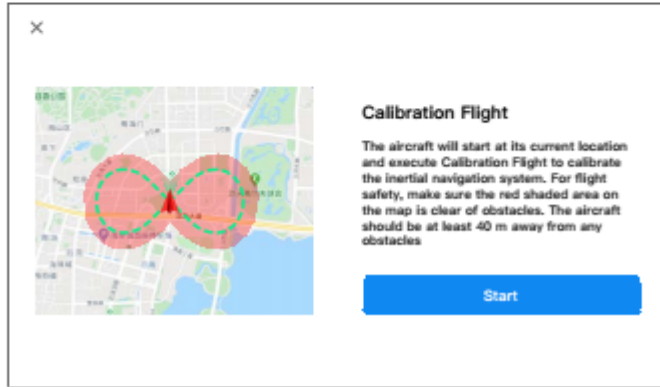 Calibration Flight
The aircraft will start at its current location
and execute Calibration Flight to calibrate
the inertial navigation system. For flight
safety, make sure the red shaded area on
the map is clear of obstacles. The aircraft
should be at least 40 m away from any
obstacles
Start